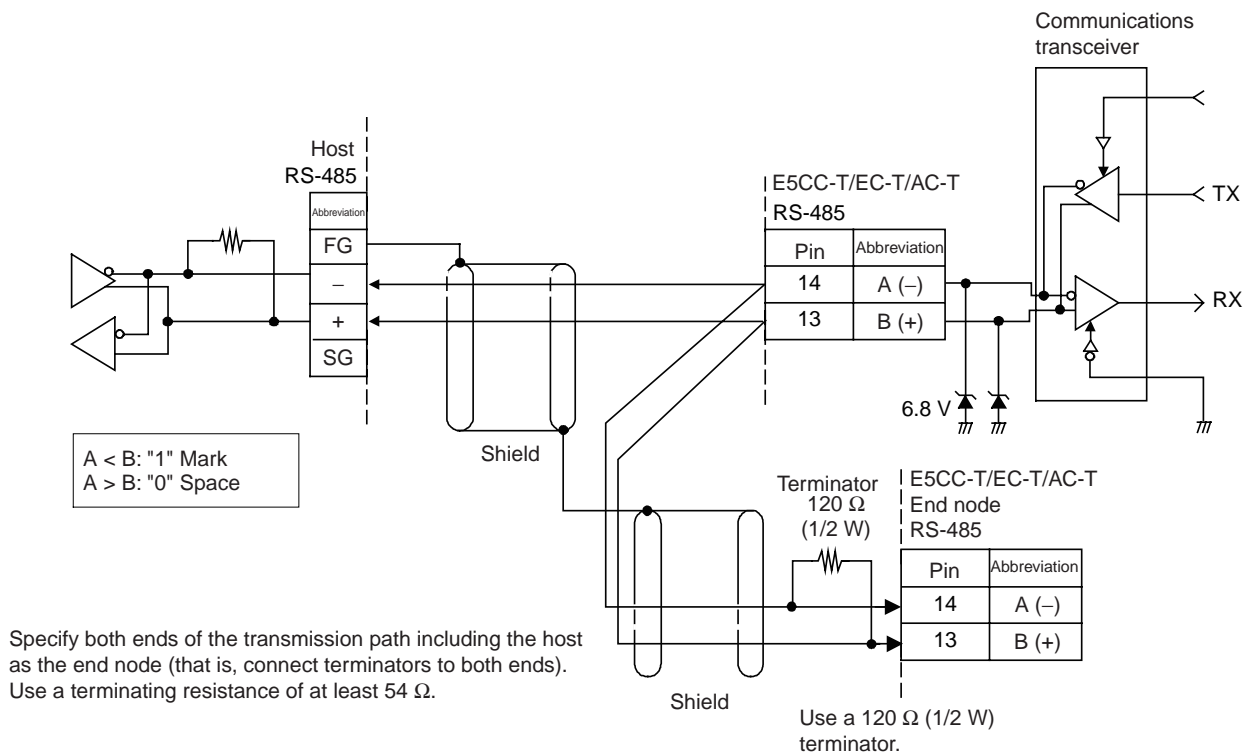 Communications
transceiver
Host
RS-485
Abbreviation
FG
−
+
SG
E5CC-T/EC-T/AC-T
RS-485
Pin Abbreviation
14 A (−)
13 B (+)
TX
RX
6.8 V
Shield
A < B: "1" Mark
A > B: "0" Space
Terminator
120 Ω
(1/2 W)
E5CC-T/EC-T/AC-T
End node
RS-485
Pin Abbreviation
14 A (−)
13 B (+)
Specify both ends of the transmission path including the host
as the end node (that is, connect terminators to both ends).
Use a terminating resistance of at least 54 Ω.
Shield
Use a 120 Ω (1/2 W)
terminator.